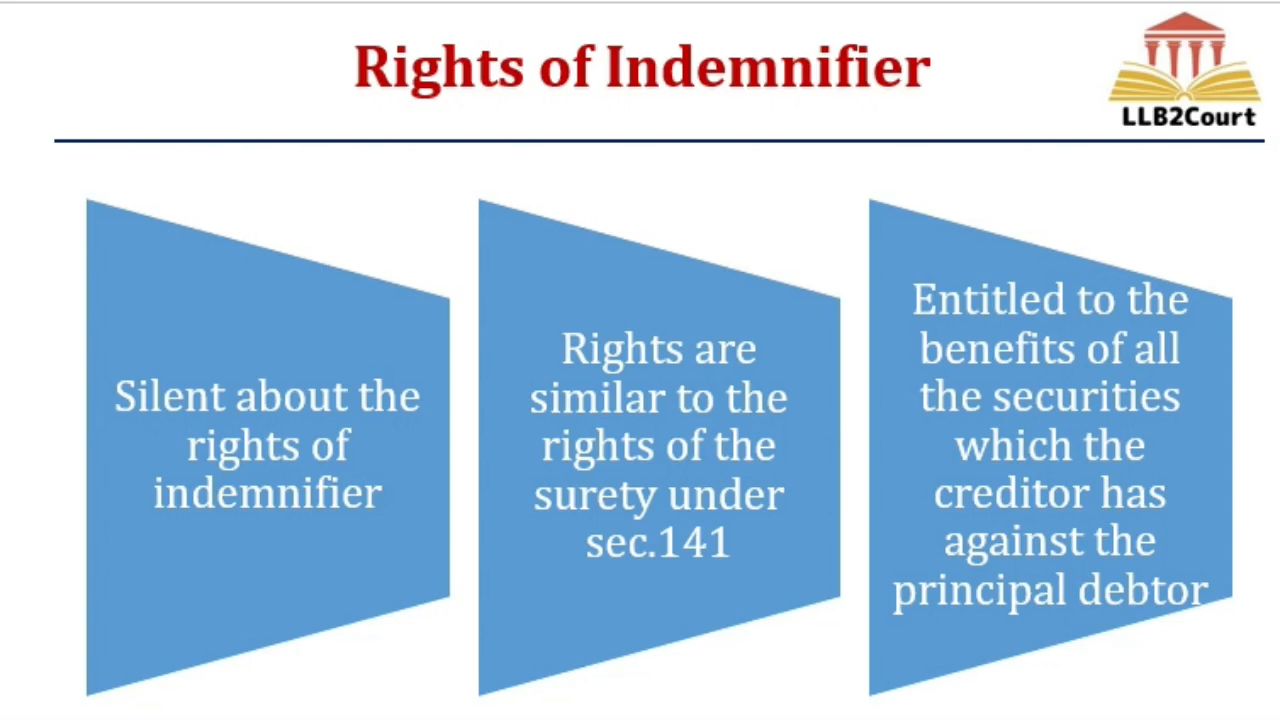 Rights of Indemnifier
LLB2Court
Silent about the
rights of
indemnifier
Rights are
similar to the
rights of the
surety under
sec.141
Entitled to the
benefits of all
the securities
which the
creditor has
against the
principal debtor